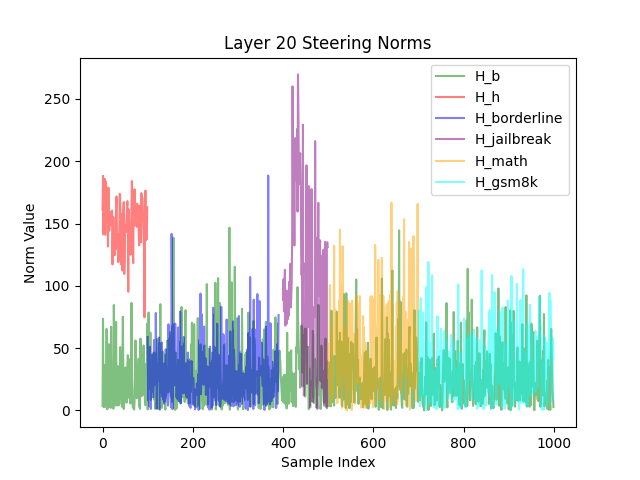 Layer 20 Steering Norms
H_b
H_h
H_borderline
H_jailbreak
H_math
H_gsm8k
Norm Value
250
200
150
100
50
0
0 200 400 600 800 1000
Sample Index